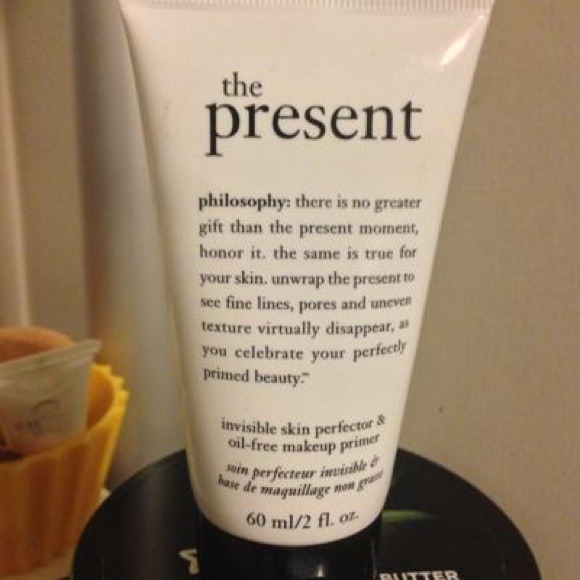 the
present
philosophy: there is no greater
gift than the present moment,
honor it. the same is true for
your skin. unwrap the present to
see fine lines, pores and uneven
texture virtually disappear, as
you celebrate your perfectly
primed beauty.™
invisible skin perfector &
oil-free makeup primer
soin perfecteur invisible &
base de maquillage non grasse
60 ml/2 fl. oz.
BUTTER